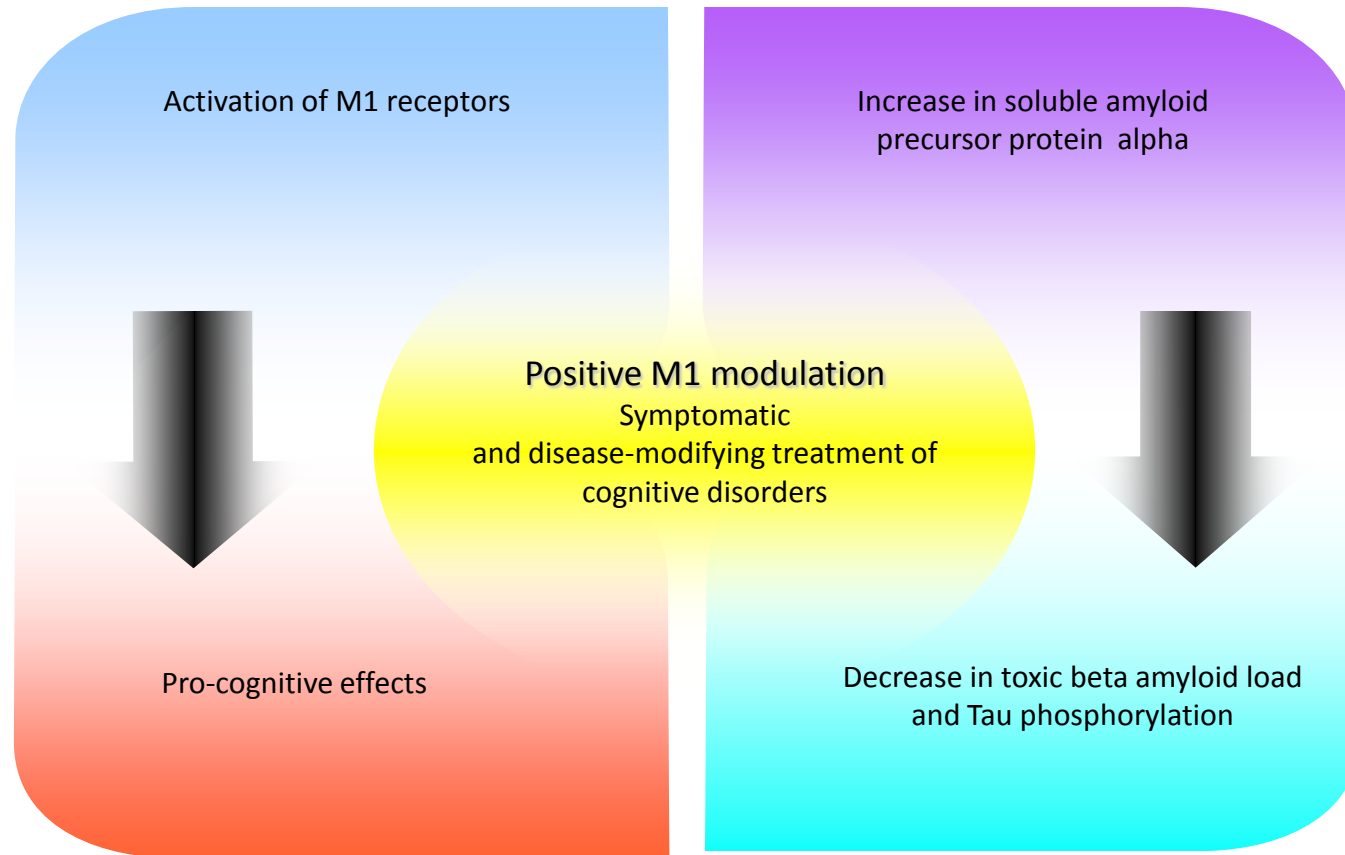 Activation of M1 receptors
Increase in soluble amyloid
precursor protein  alpha
Positive M1 modulation
Symptomatic
and disease-modifying treatment of
cognitive disorders
Pro-cognitive effects
Decrease in toxic beta amyloid load
and Tau phosphorylation